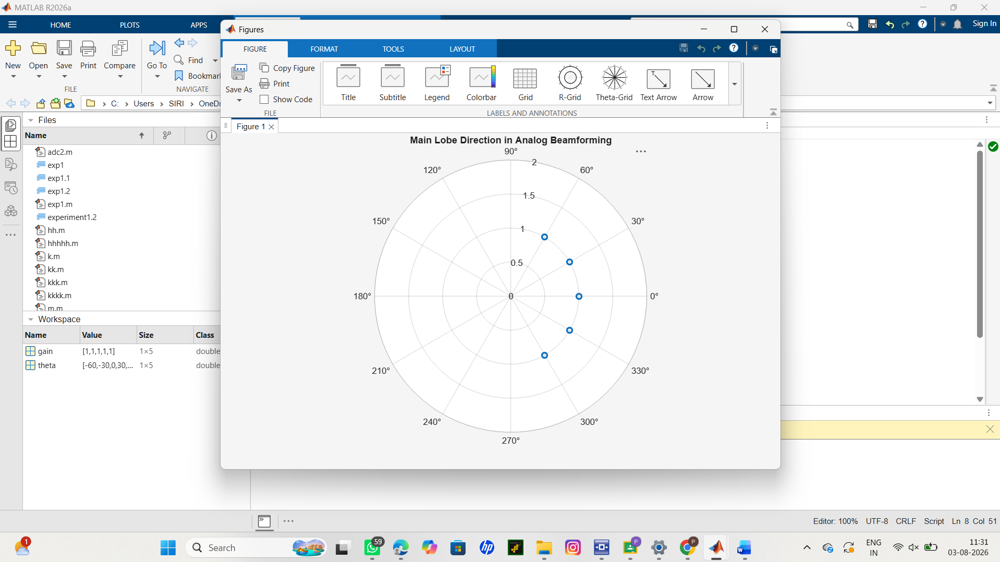 MATLAB R2026a
HOME PLOTS APPS Sign In
New Open Save Print Compare Go To Find
Bookmar
FILE NAVIGATE
C: > Users > SIRI > OneDr
Files
Name
adc2.m
exp1
exp1.1
exp1.2
exp1.m
experiment1.2
hh.m
hhhhh.m
k.m
kk.m
kkk.m
kkkk.m
m.m
Workspace
Name Value Size Class
gain [1,1,1,1,1] 1×5 double
theta [-60,-30,0,30,... 1×5 double
Figures
FIGURE FORMAT TOOLS LAYOUT
Save As Copy Figure
Print
Show Code
FILE
Title Subtitle Legend Colorbar Grid R-Grid Theta-Grid Text Arrow Arrow
LABELS AND ANNOTATIONS
Figure 1
Main Lobe Direction in Analog Beamforming
90°
2
120° 60°
1.5
150° 30°
1
0.5
180° 0 0°
210° 330°
240° 300°
270°
Editor: 100% UTF-8 CRLF Script Ln 8 Col 51
1 Search 59 hp P P W ENG
IN
11:31
03-08-2026